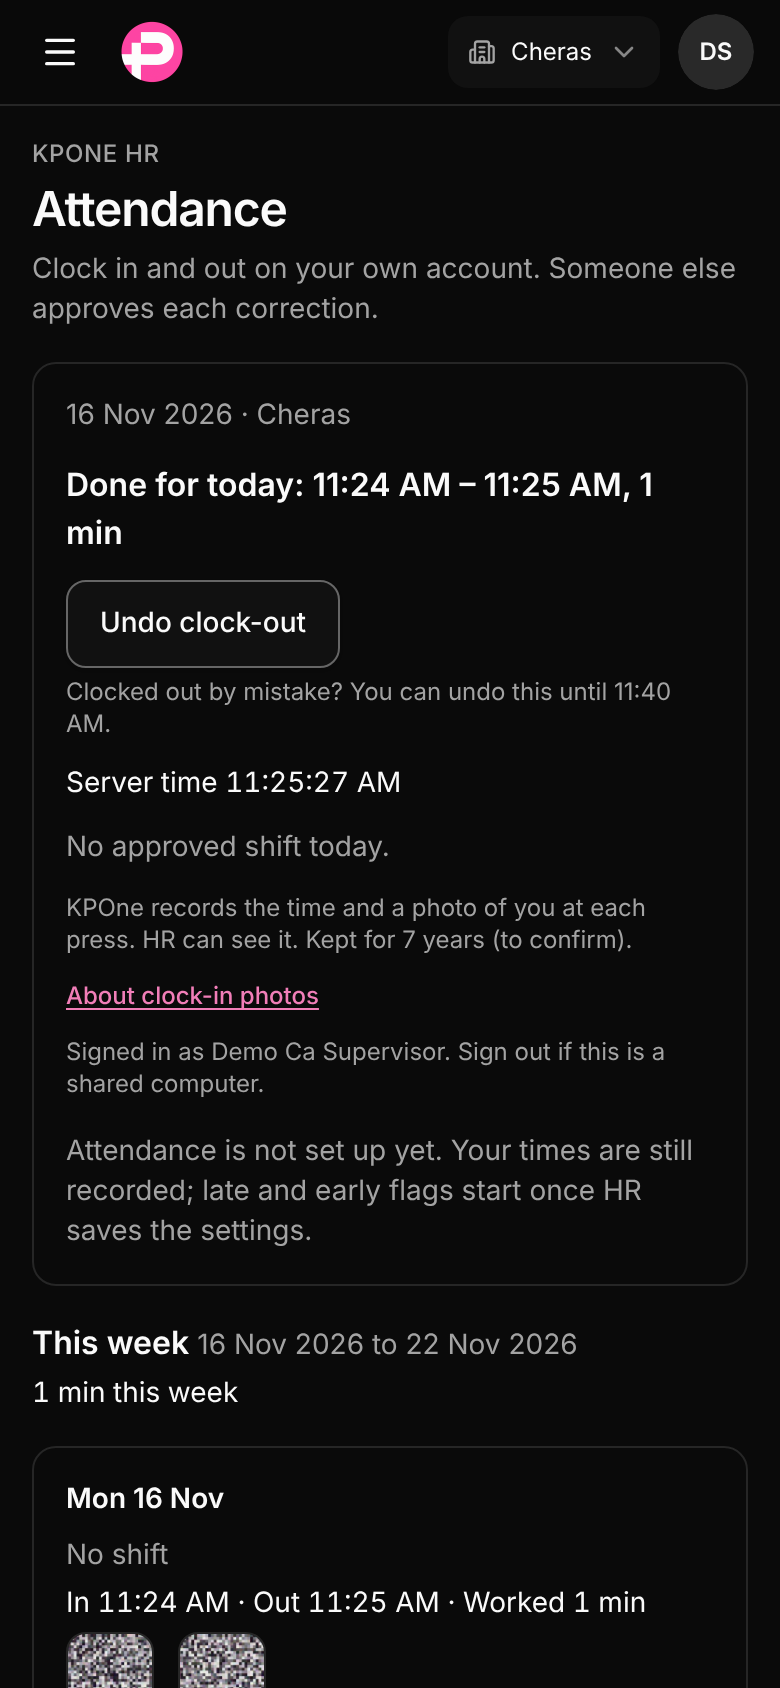 Cheras
DS
KPONE HR
Attendance
Clock in and out on your own account. Someone else
approves each correction.
16 Nov 2026 · Cheras
Done for today: 11:24 AM – 11:25 AM, 1
min
Undo clock-out
Clocked out by mistake? You can undo this until 11:40
AM.
Server time 11:25:27 AM
No approved shift today.
KPOne records the time and a photo of you at each
press. HR can see it. Kept for 7 years (to confirm).
About clock-in photos
Signed in as Demo Ca Supervisor. Sign out if this is a
shared computer.
Attendance is not set up yet. Your times are still
recorded; late and early flags start once HR
saves the settings.
This week 16 Nov 2026 to 22 Nov 2026
1 min this week
Mon 16 Nov
No shift
In 11:24 AM · Out 11:25 AM · Worked 1 min